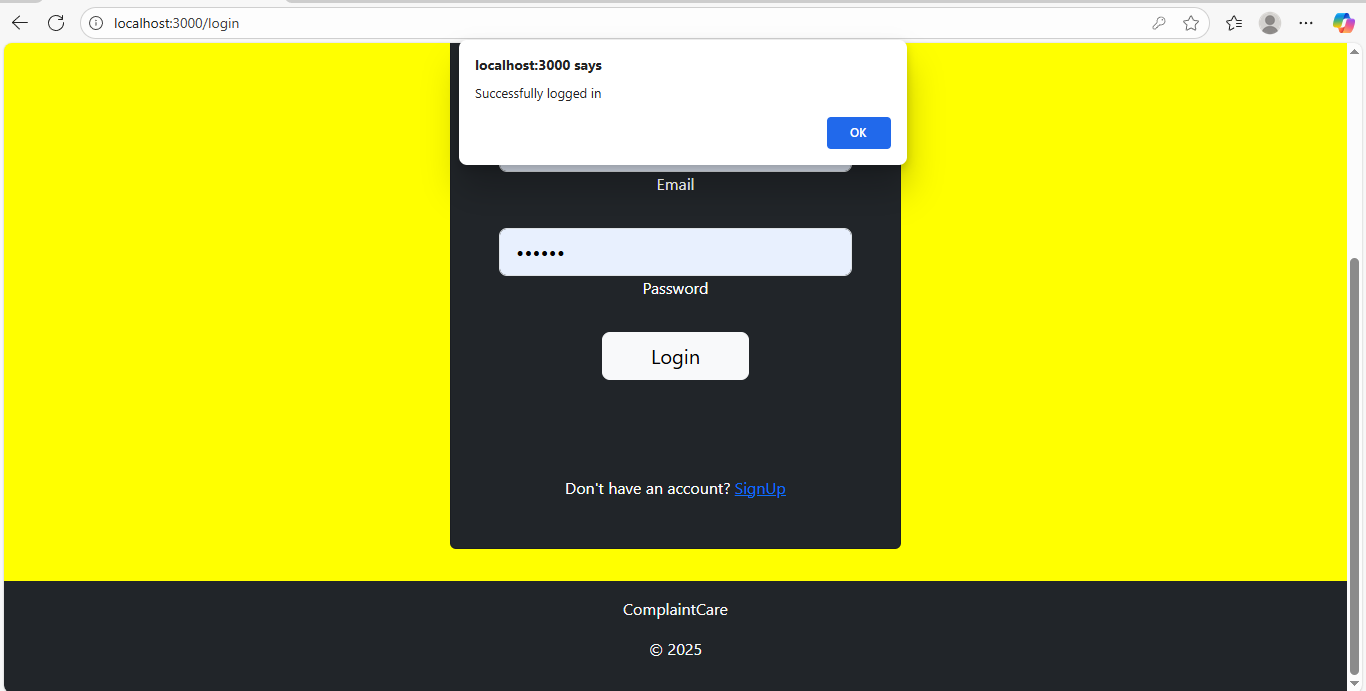 localhost:3000/login
localhost:3000 says
Successfully logged in
OK
Email
••••••
Password
Login
Don't have an account? SignUp
ComplaintCare
© 2025